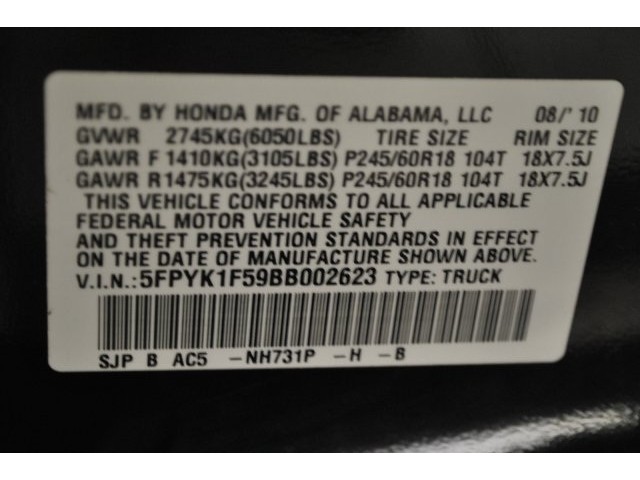 MFD. BY HONDA MFG. OF ALABAMA, LLC 08/'10
GVWR 2745KG(6050LBS) TIRE SIZE RIM SIZE
GAWR F 1410KG(3105LBS) P245/60R18 104T 18X7.5J
GAWR R 1475KG(3245LBS) P245/60R18 104T 18X7.5J
THIS VEHICLE CONFORMS TO ALL APPLICABLE
FEDERAL MOTOR VEHICLE SAFETY
AND THEFT PREVENTION STANDARDS IN EFFECT
ON THE DATE OF MANUFACTURE SHOWN ABOVE.
V.I.N.: 5FPYK1F59BB002623 TYPE: TRUCK
SJP B AC5 -NH731P -H -B